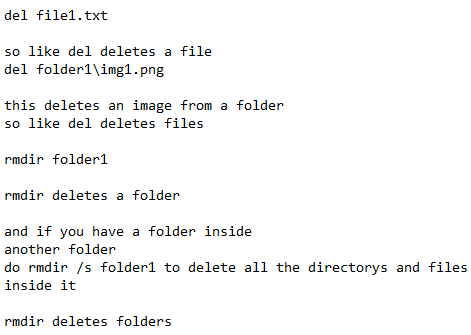 del file1.txt
so like del deletes a file
del folder1\img1.png
this deletes an image from a folder
so like del deletes files
rmdir folder1
rmdir deletes a folder
and if you have a folder inside
another folder
do rmdir /s folder1 to delete all the directorys and files
inside it
rmdir deletes folders